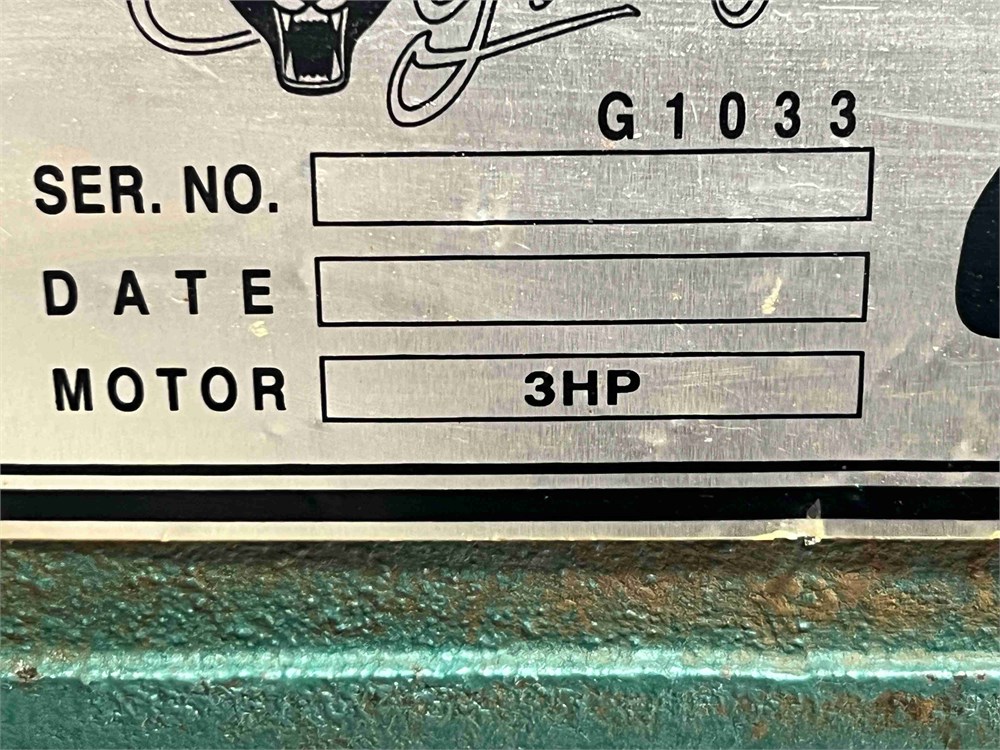 G1033
SER. NO.
DATE
MOTOR 3HP